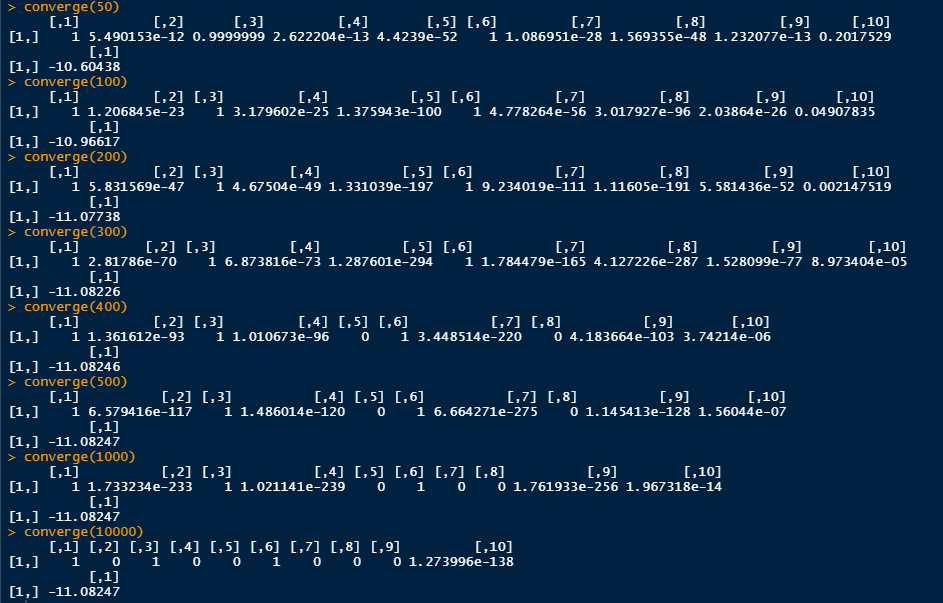 > converge(50)
[,1] [,2] [,3] [,4] [,5] [,6] [,7] [,8] [,9] [,10]
[1,] 1 5.490153e-12 0.9999999 2.622204e-13 4.4239e-52 1 1.086951e-28 1.569355e-48 1.232077e-13 0.2017529
[,1]
[1,] -10.60438
> converge(100)
[,1] [,2] [,3] [,4] [,5] [,6] [,7] [,8] [,9] [,10]
[1,] 1 1.206845e-23 1 3.179602e-25 1.375943e-100 1 4.778264e-56 3.017927e-96 2.03864e-26 0.04907835
[,1]
[1,] -10.96617
> converge(200)
[,1] [,2] [,3] [,4] [,5] [,6] [,7] [,8] [,9] [,10]
[1,] 1 5.831569e-47 1 4.67504e-49 1.331039e-197 1 9.234019e-111 1.11605e-191 5.581436e-52 0.002147519
[,1]
[1,] -11.07738
> converge(300)
[,1] [,2] [,3] [,4] [,5] [,6] [,7] [,8] [,9] [,10]
[1,] 1 2.81786e-70 1 6.873816e-73 1.287601e-294 1 1.784479e-165 4.127226e-287 1.528099e-77 8.973404e-05
[,1]
[1,] -11.08226
> converge(400)
[,1] [,2] [,3] [,4] [,5] [,6] [,7] [,8] [,9] [,10]
[1,] 1 1.361612e-93 1 1.010673e-96 0 1 3.448514e-220 0 4.183664e-103 3.74214e-06
[,1]
[1,] -11.08246
> converge(500)
[,1] [,2] [,3] [,4] [,5] [,6] [,7] [,8] [,9] [,10]
[1,] 1 6.579416e-117 1 1.486014e-120 0 1 6.664271e-275 0 1.145413e-128 1.56044e-07
[,1]
[1,] -11.08247
> converge(1000)
[,1] [,2] [,3] [,4] [,5] [,6] [,7] [,8] [,9] [,10]
[1,] 1 1.733234e-233 1 1.021141e-239 0 1 0 0 1.761933e-256 1.967318e-14
[,1]
[1,] -11.08247
> converge(10000)
[,1] [,2] [,3] [,4] [,5] [,6] [,7] [,8] [,9] [,10]
[1,] 1 0 1 0 0 1 0 0 0 1.273996e-138
[,1]
[1,] -11.08247